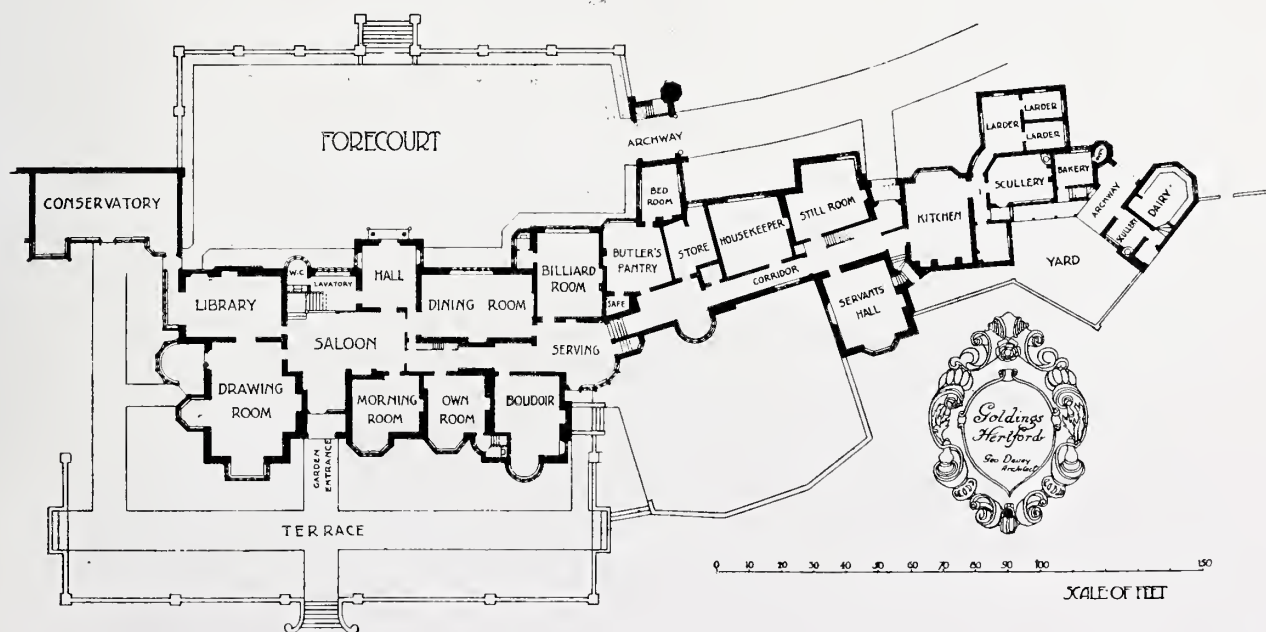 FORECOURT
ARCHWAY
LARDER
LARDER
LARDER
SCULLERY
BAKERY
CONSERVATORY
BED
ROOM
STILL ROOM
KITCHEN
ARCHWAY
DAIRY
SCULLERY
BUTLER'S
PANTRY
STORE
HOUSEKEEPER
CORRIDOR
YARD
W.C.
LAVATORY
HALL
BILLIARD
ROOM
LIBRARY
DINING ROOM
SAFE
SERVANTS
HALL
SALOON
SERVING
DRAWING
ROOM
MORNING
ROOM
OWN
ROOM
BOUDOIR
GARDEN
ENTRANCE
TERRACE
Goldings
Hertford
Geo Devey
Architect
0 10 20 30 40 50 60 70 80 90 100 150
SCALE OF FEET